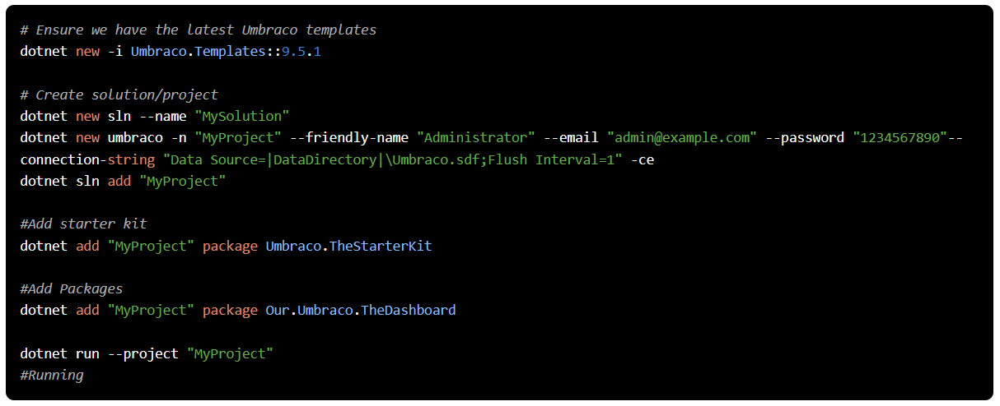 # Ensure we have the latest Umbraco templates
dotnet new -i Umbraco.Templates::9.5.1
# Create solution/project
dotnet new sln --name "MySolution"
dotnet new umbraco -n "MyProject" --friendly-name "Administrator" --email "admin@example.com" --password "1234567890"--
connection-string "Data Source=|DataDirectory|\Umbraco.sdf;Flush Interval=1" -ce
dotnet sln add "MyProject"
#Add starter kit
dotnet add "MyProject" package Umbraco.TheStarterKit
#Add Packages
dotnet add "MyProject" package Our.Umbraco.TheDashboard
dotnet run --project "MyProject"
#Running